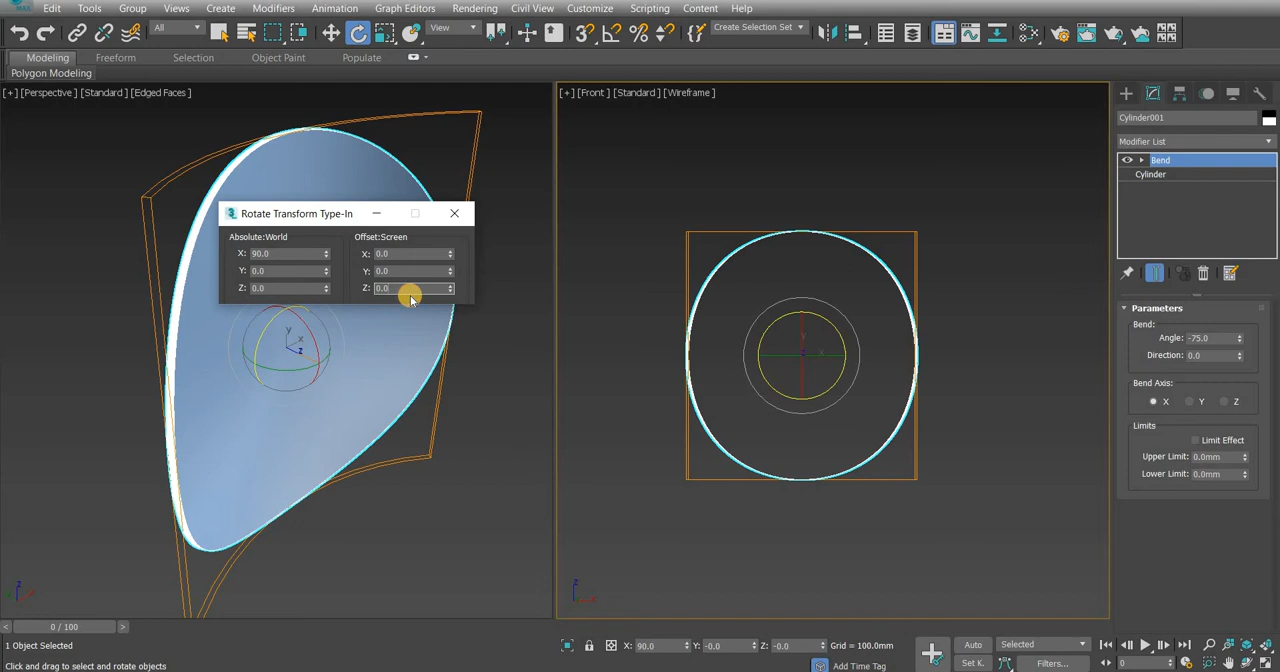 Edit Tools Group Views Create Modifiers Animation Graph Editors Rendering Civil View Customize Scripting Content Help
All View Create Selection Set
Modeling Freeform Selection Object Paint Populate
Polygon Modeling
[+] [Perspective] [Standard] [Edged Faces]
[+] [Front] [Standard] [Wireframe]
Cylinder001
Modifier List
Bend
Cylinder
Rotate Transform Type-In
Absolute:World Offset:Screen
X: 90.0 X: 0.0
Y: 0.0 Y: 0.0
Z: 0.0 Z: 0.0
y
x
z
y
x
z
Parameters
Bend:
Angle: -75.0
Direction: 0.0
Bend Axis:
X Y Z
Limits
Limit Effect
Upper Limit: 0.0mm
Lower Limit: 0.0mm
z
z
< 0 / 100 >
1 Object Selected
X: 90.0 Y: -0.0 Z: -0.0 Grid = 100.0mm
Auto Selected
Click and drag to select and rotate objects
Add Time Tag
Set K. Filters...
0